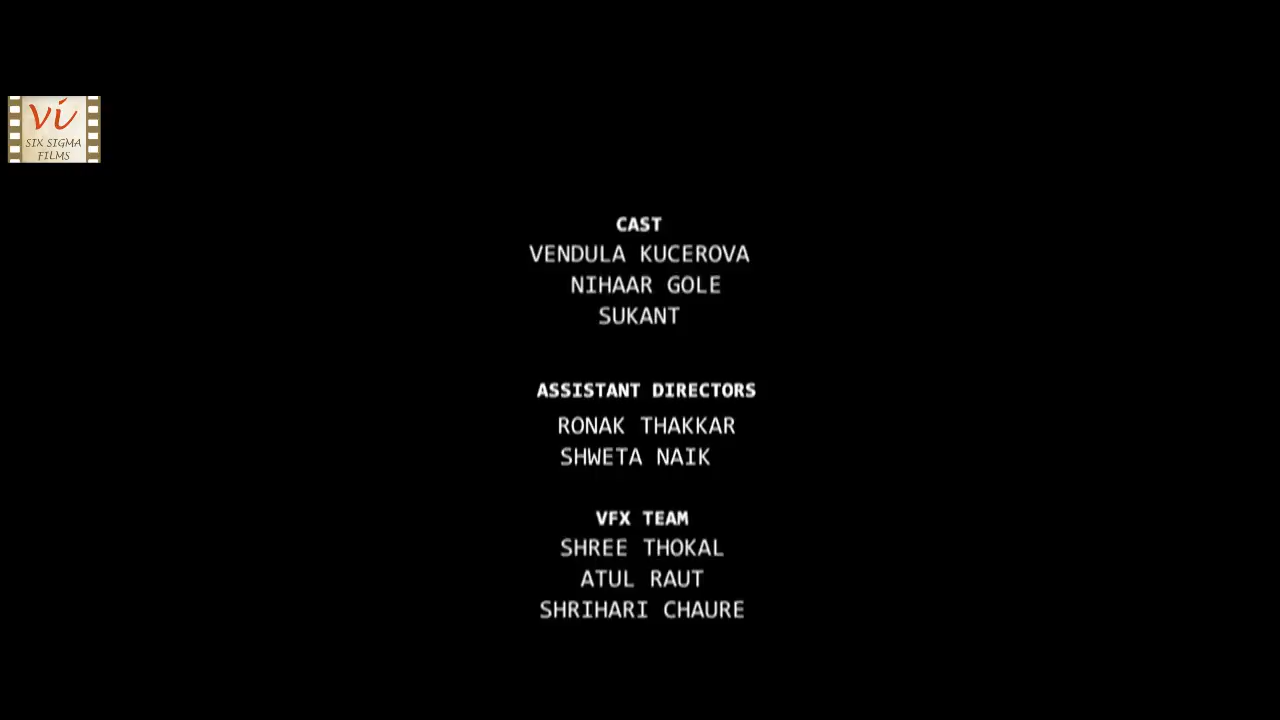 vi
SIX SIGMA
FILMS
CAST
VENDULA KUCEROVA
NIHAAR GOLE
SUKANT
ASSISTANT DIRECTORS
RONAK THAKKAR
SHWETA NAIK
VFX TEAM
SHREE THOKAL
ATUL RAUT
SHRIHARI CHAURE